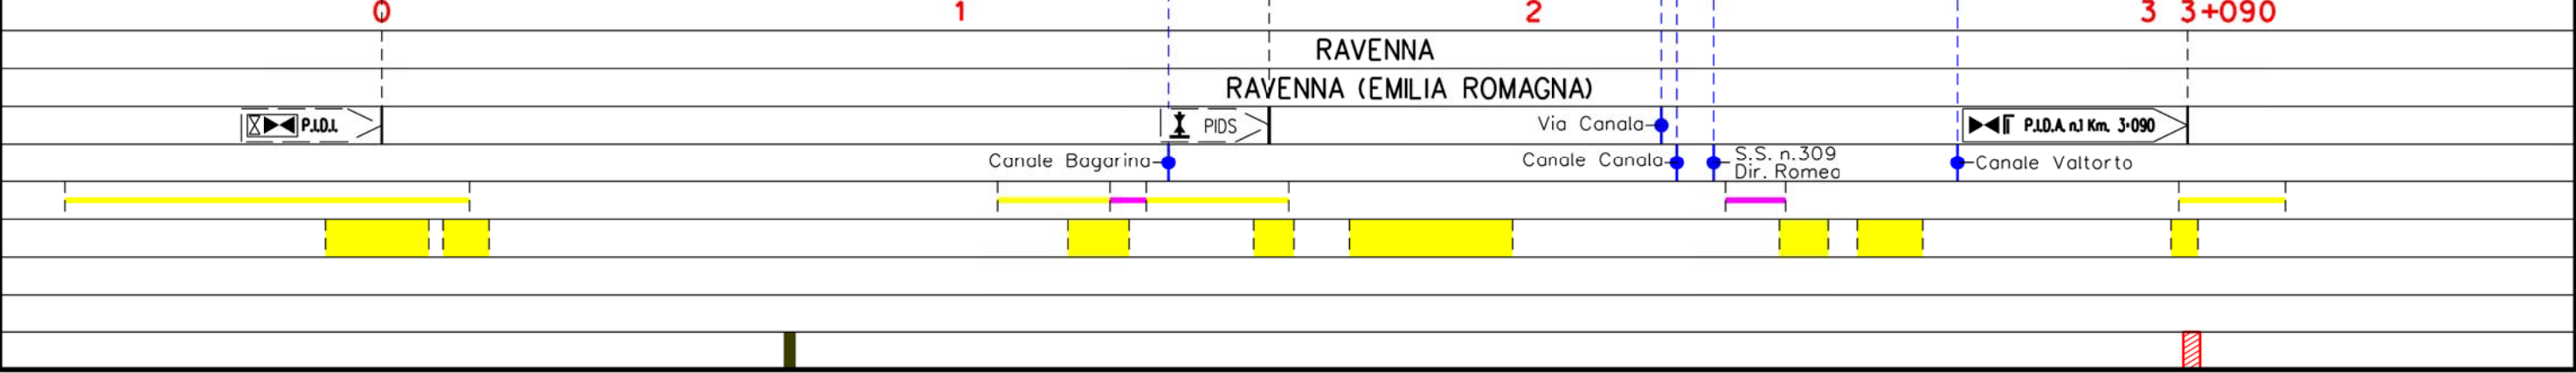 0 1 2 3 3+090
RAVENNA
RAVENNA (EMILIA ROMAGNA)
P.I.D.I. PIDS Via Canala P.I.D.A. n.1 Km. 3+090
Canale Bagarina Canale Canala S.S. n.309
Dir. Romea Canale Valtorto